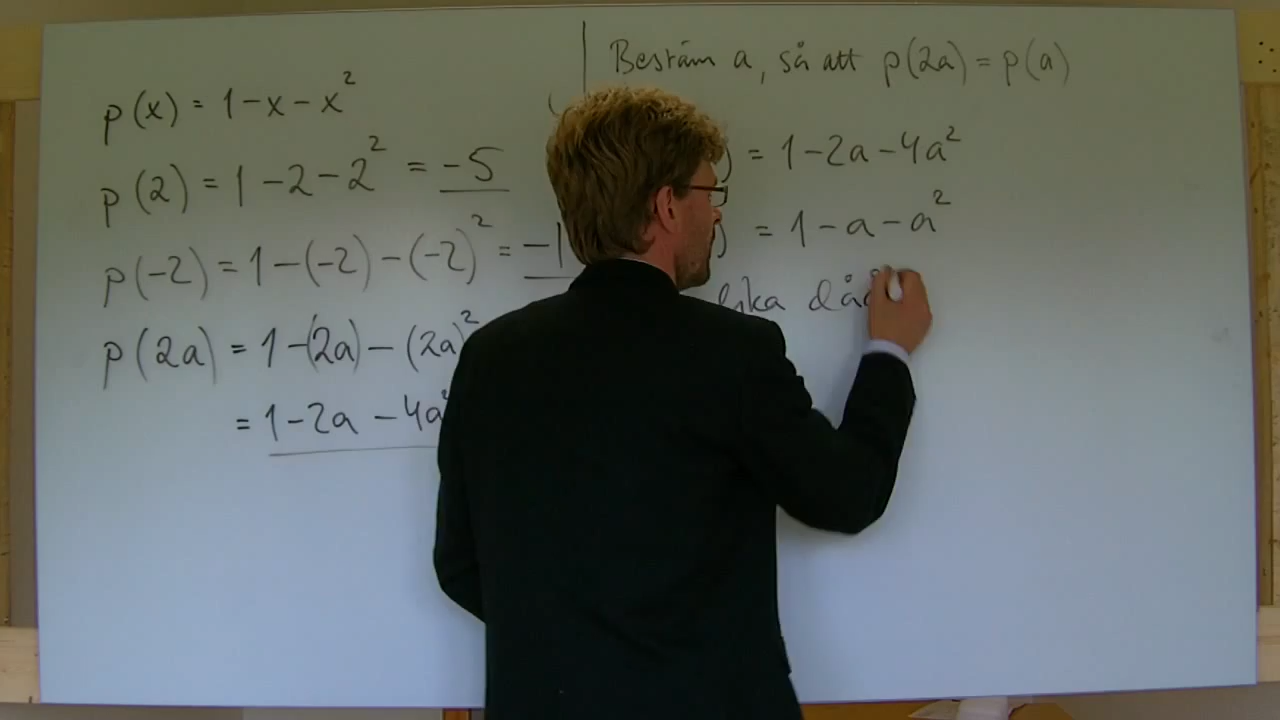 p(x) = 1-x-x²
p(2) = 1-2-2² = -5
p(-2) = 1-(-2)-(-2)² = -1
p(2a) = 1-(2a)-(2a)²
= 1-2a-4a²
Bestäm a, så att p(2a) = p(a)
) = 1-2a-4a²
) = 1-a-a²
lika då